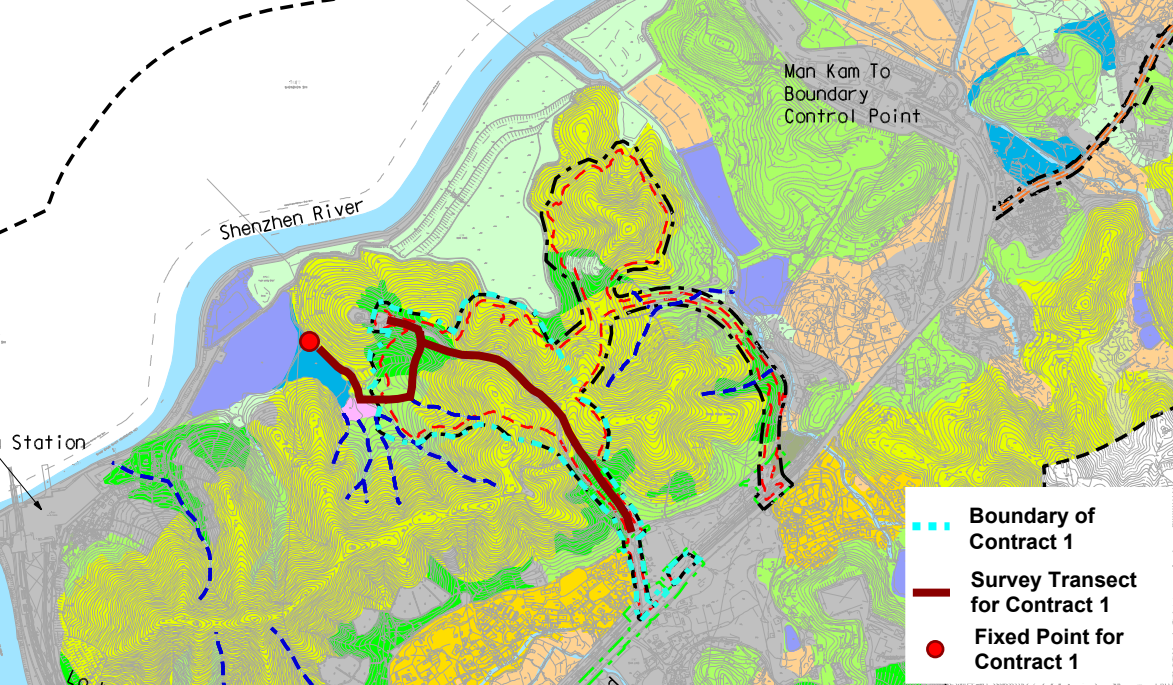 Man Kam To
Boundary
Control Point
Shenzhen River
Station
Boundary of
Contract 1
Survey Transect
for Contract 1
Fixed Point for
Contract 1